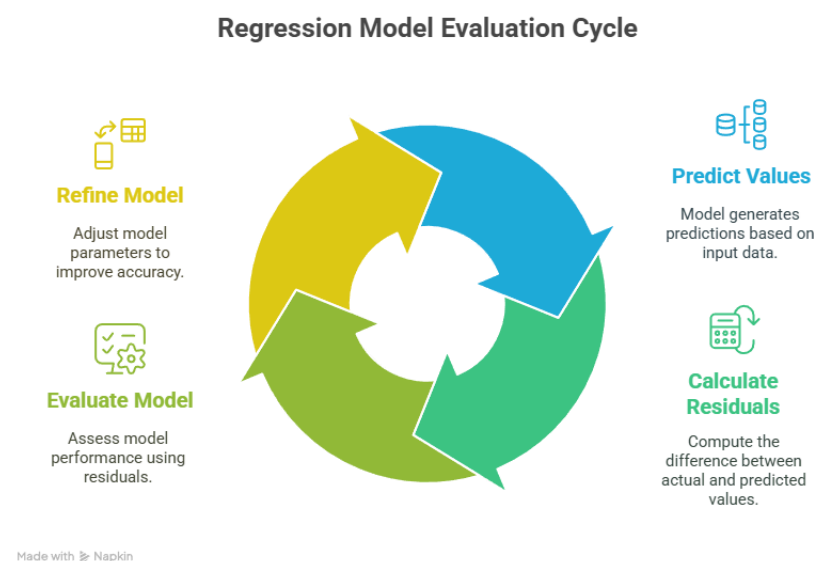 Regression Model Evaluation Cycle
Predict Values
Model generates
predictions based on
input data.
Calculate
Residuals
Compute the
difference between
actual and predicted
values.
Evaluate Model
Assess model
performance using
residuals.
Refine Model
Adjust model
parameters to
improve accuracy.
Made with Napkin